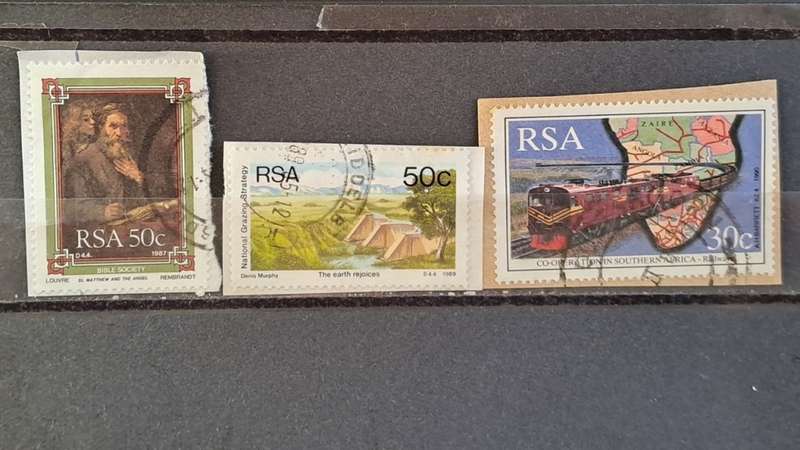 RSA 50c
D 4.4. 1987
BIBLE SOCIETY
LOUVRE ST. MATTHEW AND THE ANGEL REMBRANDT
RSA 50c
National Grazing Strategy
The earth rejoices
Denis Murphy D 4.4. 1989
RSA
ZAIRE
30c
CO-OPERATION IN SOUTHERN AFRICA - Railways